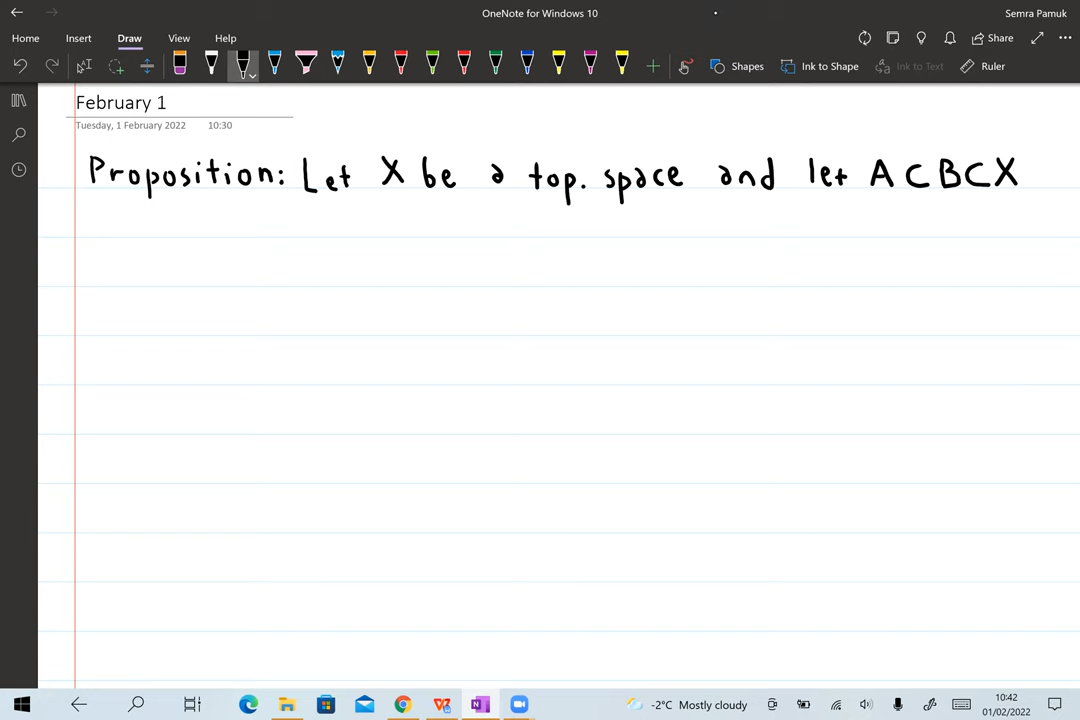 OneNote for Windows 10
Semra Pamuk
Home Insert Draw View Help
Share
Shapes Ink to Shape Ink to Text Ruler
February 1
Tuesday, 1 February 2022 10:30
Proposition: Let X be a top. space and let A ⊂ B ⊂ X
-2°C Mostly cloudy
10:42
01/02/2022